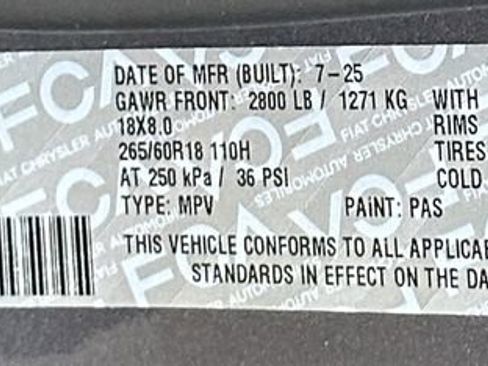 DATE OF MFR (BUILT): 7-25
GAWR FRONT: 2800 LB / 1271 KG WITH
18X8.0 RIMS
265/60R18 110H TIRES
AT 250 kPa / 36 PSI COLD
TYPE: MPV PAINT: PAS
THIS VEHICLE CONFORMS TO ALL APPLICAB
STANDARDS IN EFFECT ON THE DA